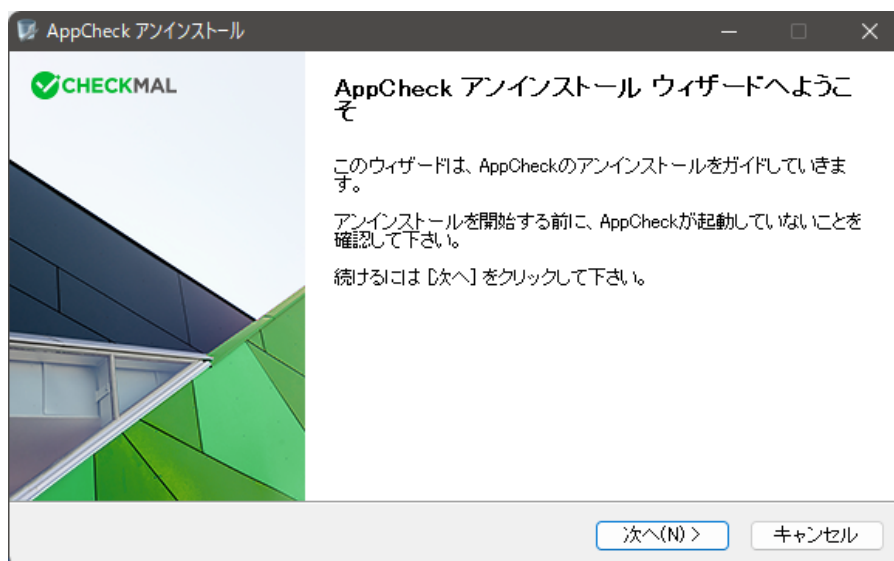 AppCheck アンインストール
CHECKMAL
AppCheck アンインストール ウィザードへようこ
そ
このウィザードは、AppCheckのアンインストールをガイドしていきま
す。
アンインストールを開始する前に、AppCheckが起動していないことを
確認して下さい。
続けるには [次へ] をクリックして下さい。
次へ(N) >
キャンセル